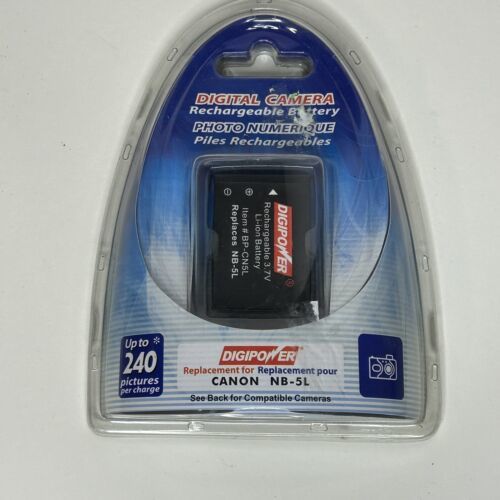 DIGITAL CAMERA
Rechargeable Battery
PHOTO NUMERIQUE
Piles Rechargeables
DIGIPOWER
Rechargeable 3.7V
Li-ion Battery
Item # BP-CN5L
Replaces NB-5L
Up to *
240
pictures
per charge
DIGIPOWER
Replacement for Replacement pour
CANON NB-5L
See Back for Compatible Cameras